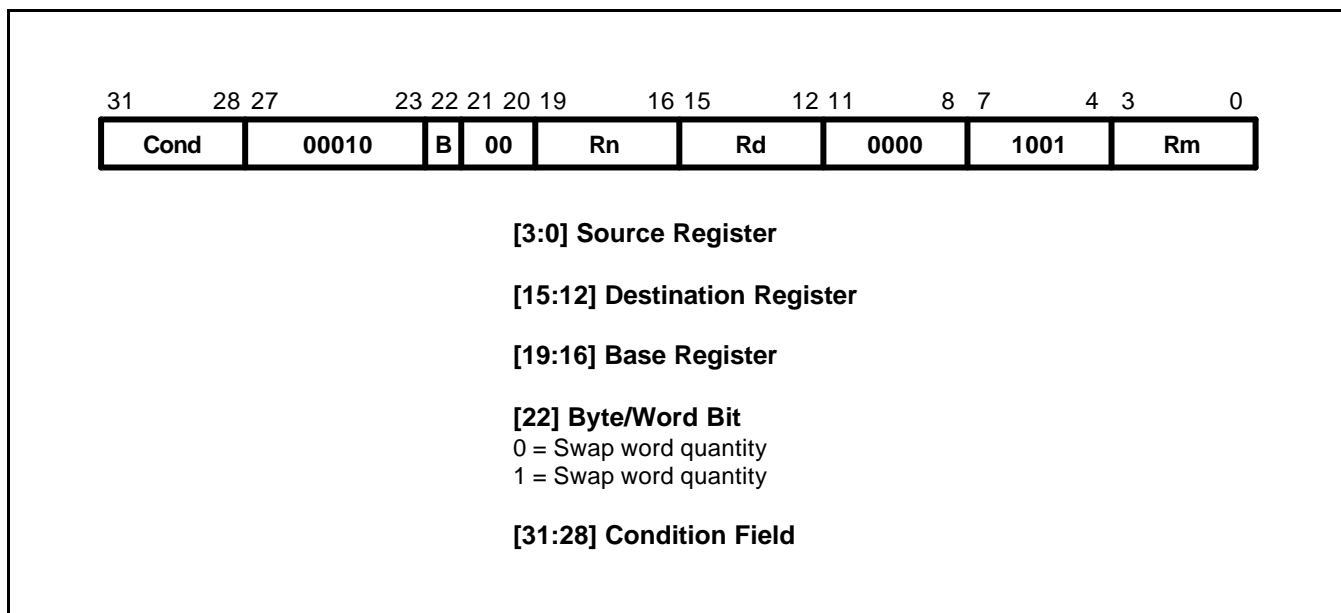 31 28 27 23 22 21 20 19 16 15 12 11 8 7 4 3 0
Cond 00010 B 00 Rn Rd 0000 1001 Rm
[3:0] Source Register
[15:12] Destination Register
[19:16] Base Register
[22] Byte/Word Bit
0 = Swap word quantity
1 = Swap word quantity
[31:28] Condition Field